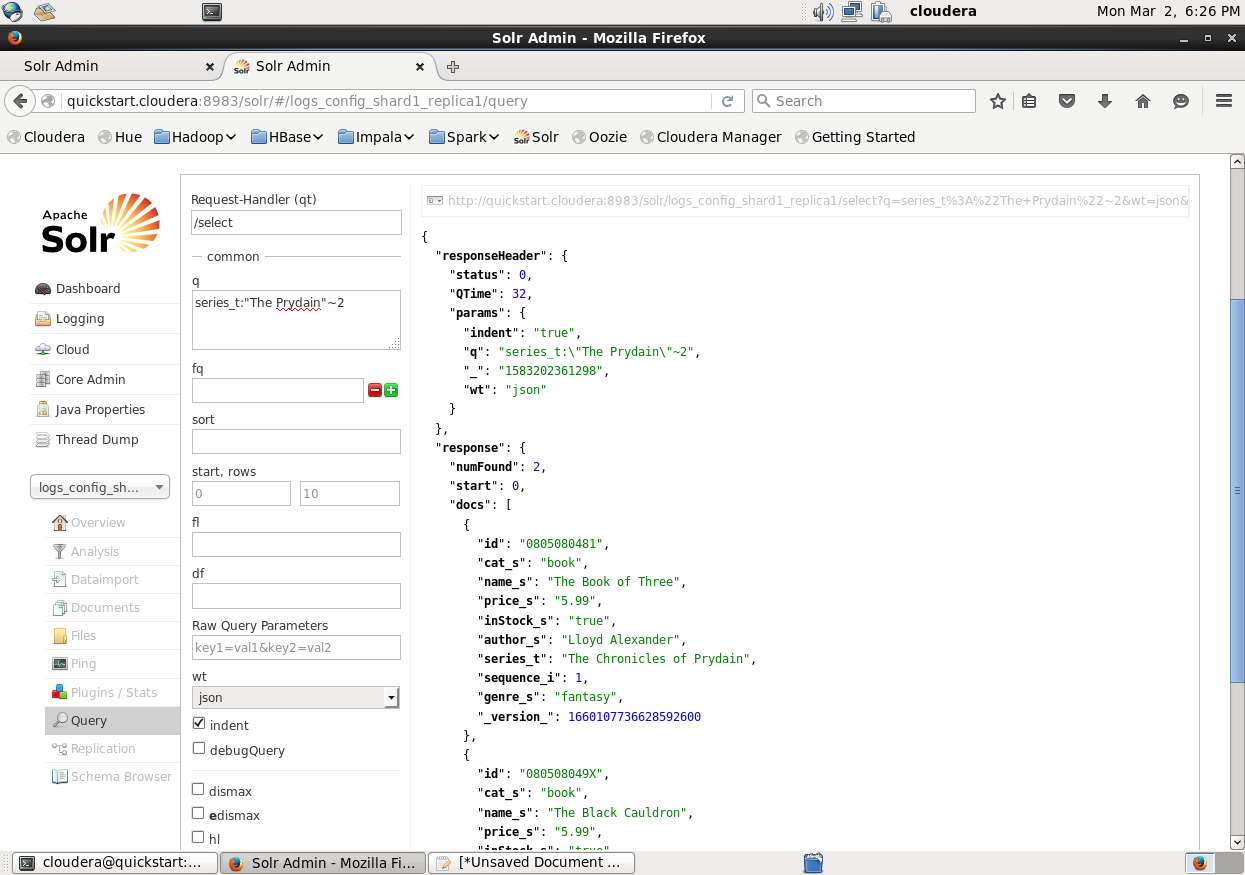 cloudera
Mon Mar 2, 6:26 PM
Solr Admin - Mozilla Firefox
Solr Admin
Solr Admin
quickstart.cloudera:8983/solr/#/logs_config_shard1_replica1/query
Search
Cloudera Hue Hadoop HBase Impala Spark Solr Oozie Cloudera Manager Getting Started
Apache
Solr
Dashboard
Logging
Cloud
Core Admin
Java Properties
Thread Dump
logs_config_sh...
Overview
Analysis
Dataimport
Documents
Files
Ping
Plugins / Stats
Query
Replication
Schema Browser
Request-Handler (qt)
/select
common
q
series_t:"The Prydain"~2
fq
sort
start, rows
0 10
fl
df
Raw Query Parameters
key1=val1&key2=val2
wt
json
indent
debugQuery
dismax
edismax
hl
http://quickstart.cloudera:8983/solr/logs_config_shard1_replica1/select?q=series_t%3A%22The+Prydain%22~2&wt=json&
{
"responseHeader": {
"status": 0,
"QTime": 32,
"params": {
"indent": "true",
"q": "series_t:\"The Prydain\"~2",
"_": "1583202361298",
"wt": "json"
}
},
"response": {
"numFound": 2,
"start": 0,
"docs": [
{
"id": "0805080481",
"cat_s": "book",
"name_s": "The Book of Three",
"price_s": "5.99",
"inStock_s": "true",
"author_s": "Lloyd Alexander",
"series_t": "The Chronicles of Prydain",
"sequence_i": 1,
"genre_s": "fantasy",
"_version_": 1660107736628592600
},
{
"id": "080508049X",
"cat_s": "book",
"name_s": "The Black Cauldron",
"price_s": "5.99",
"inStock_s": "true",
cloudera@quickstart:...
Solr Admin - Mozilla Fi...
[*Unsaved Document ...